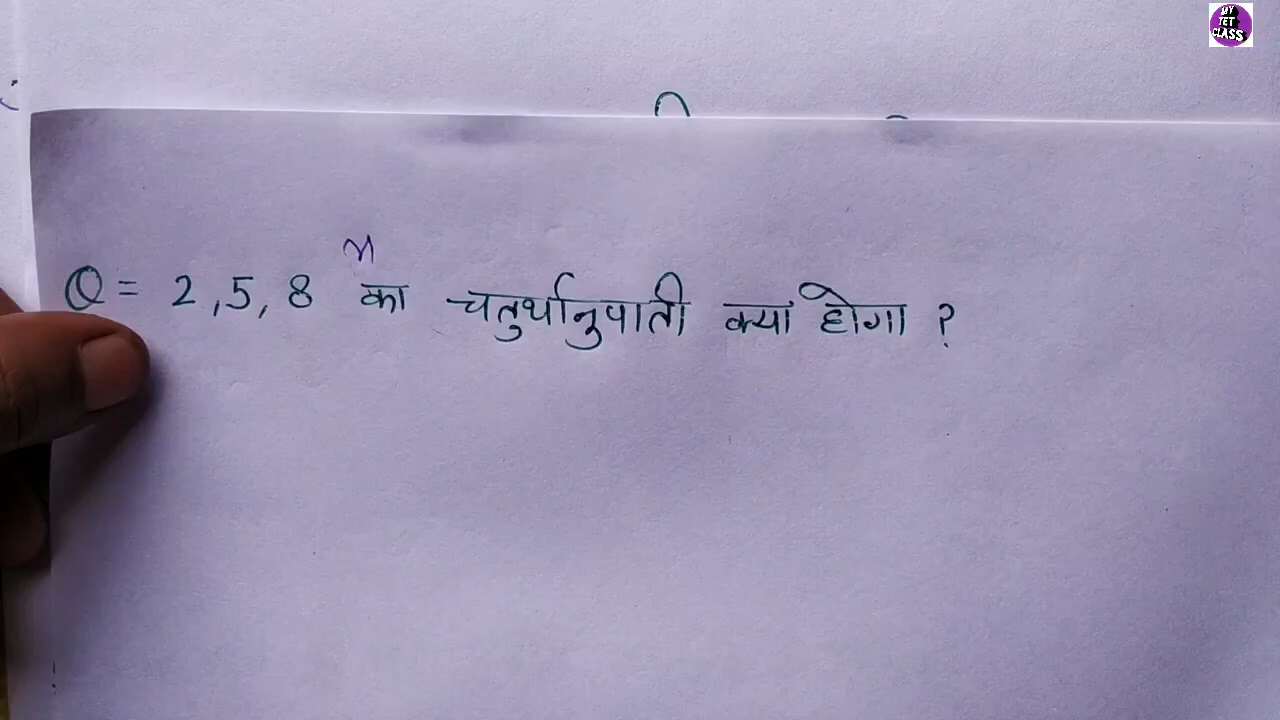 MY
TET
CLASS
Q = 2, 5, 8 का चतुर्थानुपाती क्या होगा ?